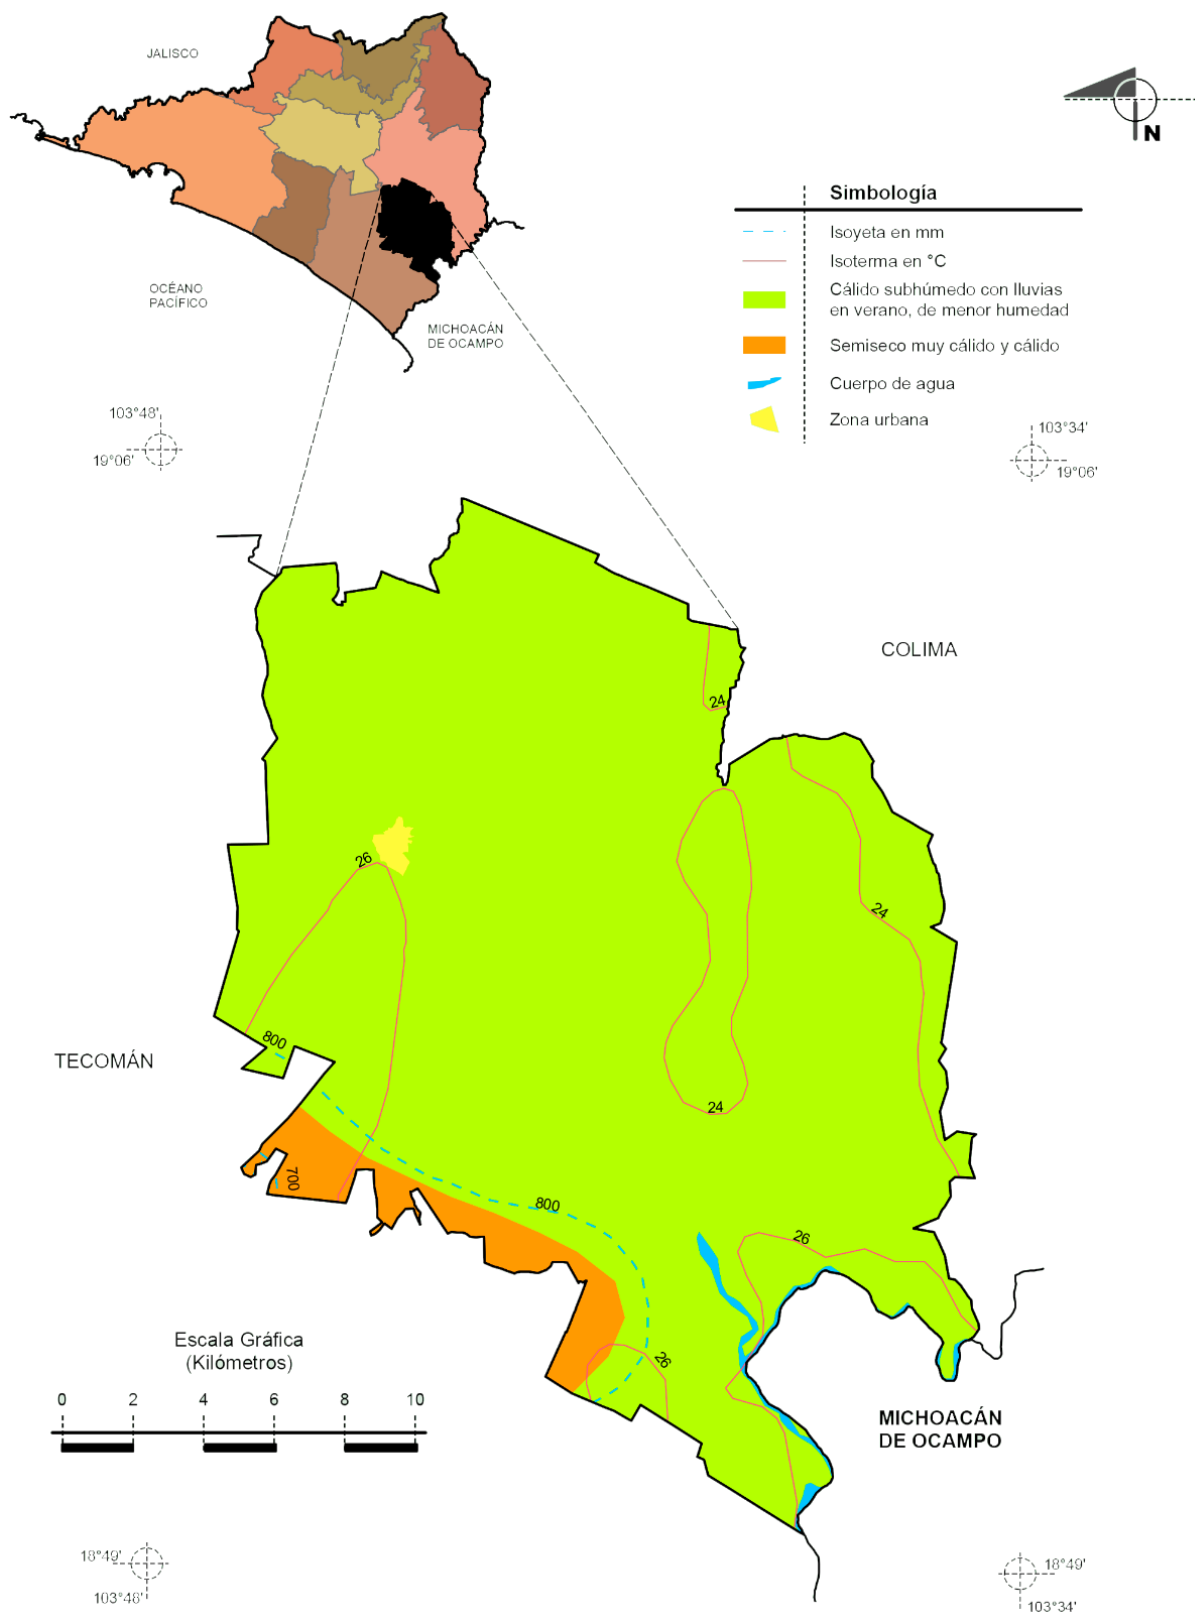 JALISCO
N
OCÉANO
PACÍFICO
MICHOACÁN
DE OCAMPO
Simbología
Isoyeta en mm
Isoterma en °C
Cálido subhúmedo con lluvias
en verano, de menor humedad
Semiseco muy cálido y cálido
Cuerpo de agua
Zona urbana
103°48'
19°06'
103°34'
19°06'
COLIMA
24
26
24
800
TECOMÁN
24
700
800
26
26
Escala Gráfica
(Kilómetros)
0 2 4 6 8 10
MICHOACÁN
DE OCAMPO
18°49'
103°48'
18°49'
103°34'